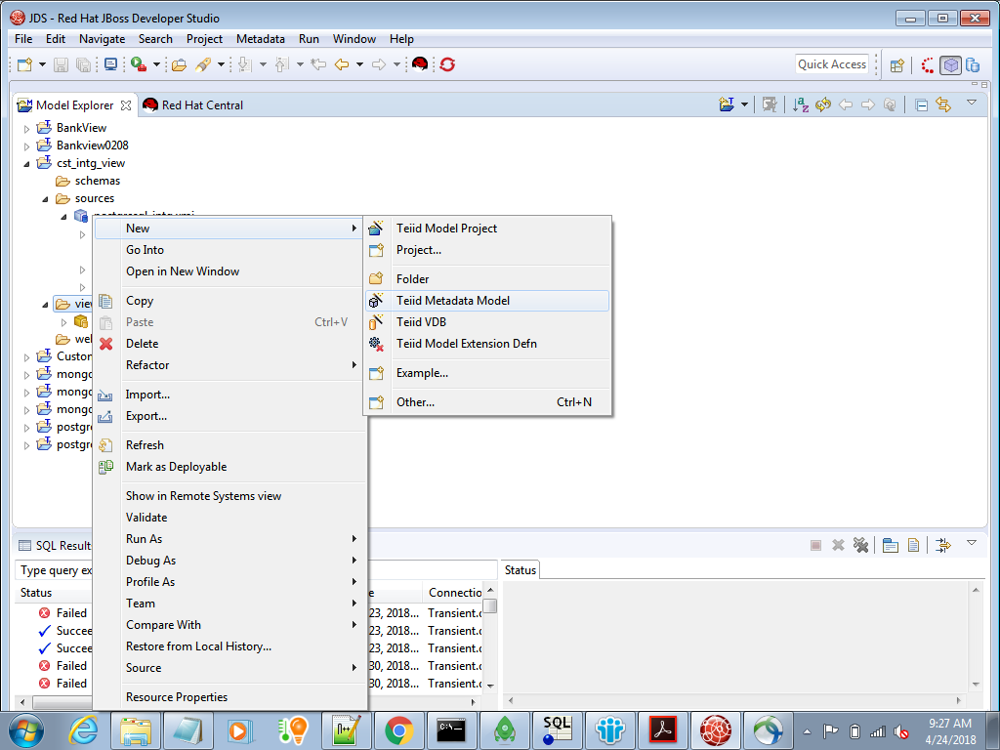 JDS - Red Hat JBoss Developer Studio
File Edit Navigate Search Project Metadata Run Window Help
Quick Access
Model Explorer
Red Hat Central
BankView
Bankview0208
cst_intg_view
schemas
sources
New
Go Into
Open in New Window
Copy
Paste Ctrl+V
Delete
Refactor
Import...
Export...
Refresh
Mark as Deployable
Show in Remote Systems view
Validate
Run As
Debug As
Profile As
Team
Compare With
Restore from Local History...
Source
Resource Properties
Teiid Model Project
Project...
Folder
Teiid Metadata Model
Teiid VDB
Teiid Model Extension Defn
Example...
Other... Ctrl+N
view
wel
Custon
mongo
mongo
mongo
postgre
postgre
SQL Result
Type query ex
Status
Failed
Succee
Succee
Failed
Failed
e Connectio
23, 2018... Transient.c
23, 2018... Transient.c
23, 2018... Transient.c
30, 2018... Transient.c
30, 2018... Transient.c
Status
SQL
9:27 AM
4/24/2018